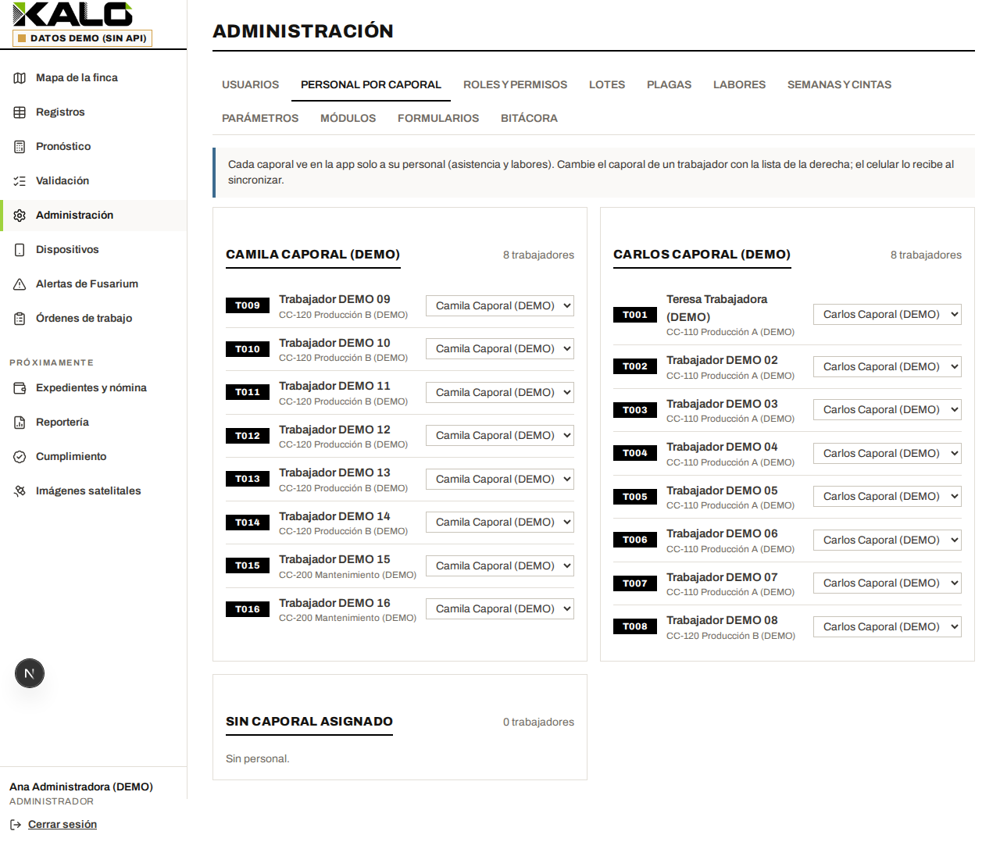 KALO
DATOS DEMO (SIN API)
Mapa de la finca
Registros
Pronóstico
Validación
Administración
Dispositivos
Alertas de Fusarium
Órdenes de trabajo
PRÓXIMAMENTE
Expedientes y nómina
Reportería
Cumplimiento
Imágenes satelitales
N
Ana Administradora (DEMO)
ADMINISTRADOR
Cerrar sesión
ADMINISTRACIÓN
USUARIOS PERSONAL POR CAPORAL ROLES Y PERMISOS LOTES PLAGAS LABORES SEMANAS Y CINTAS
PARÁMETROS MÓDULOS FORMULARIOS BITÁCORA
Cada caporal ve en la app solo a su personal (asistencia y labores). Cambie el caporal de un trabajador con la lista de la derecha; el celular lo recibe al
sincronizar.
CAMILA CAPORAL (DEMO) 8 trabajadores
T009 Trabajador DEMO 09 Camila Caporal (DEMO)
CC-120 Producción B (DEMO)
T010 Trabajador DEMO 10 Camila Caporal (DEMO)
CC-120 Producción B (DEMO)
T011 Trabajador DEMO 11 Camila Caporal (DEMO)
CC-120 Producción B (DEMO)
T012 Trabajador DEMO 12 Camila Caporal (DEMO)
CC-120 Producción B (DEMO)
T013 Trabajador DEMO 13 Camila Caporal (DEMO)
CC-120 Producción B (DEMO)
T014 Trabajador DEMO 14 Camila Caporal (DEMO)
CC-120 Producción B (DEMO)
T015 Trabajador DEMO 15 Camila Caporal (DEMO)
CC-200 Mantenimiento (DEMO)
T016 Trabajador DEMO 16 Camila Caporal (DEMO)
CC-200 Mantenimiento (DEMO)
CARLOS CAPORAL (DEMO) 8 trabajadores
Teresa Trabajadora
T001 (DEMO) Carlos Caporal (DEMO)
CC-110 Producción A (DEMO)
T002 Trabajador DEMO 02 Carlos Caporal (DEMO)
CC-110 Producción A (DEMO)
T003 Trabajador DEMO 03 Carlos Caporal (DEMO)
CC-110 Producción A (DEMO)
T004 Trabajador DEMO 04 Carlos Caporal (DEMO)
CC-110 Producción A (DEMO)
T005 Trabajador DEMO 05 Carlos Caporal (DEMO)
CC-110 Producción A (DEMO)
T006 Trabajador DEMO 06 Carlos Caporal (DEMO)
CC-110 Producción A (DEMO)
T007 Trabajador DEMO 07 Carlos Caporal (DEMO)
CC-110 Producción A (DEMO)
T008 Trabajador DEMO 08 Carlos Caporal (DEMO)
CC-120 Producción B (DEMO)
SIN CAPORAL ASIGNADO 0 trabajadores
Sin personal.